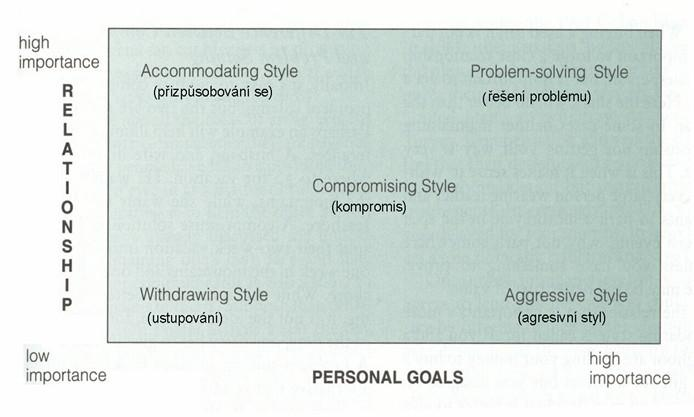 high
importance
RELATIONSHIP
Accommodating Style
(přizpůsobování se)
Problem-solving Style
(řešení problému)
Compromising Style
(kompromis)
Withdrawing Style
(ustupování)
Aggressive Style
(agresivní styl)
low
importance
PERSONAL GOALS
high
importance